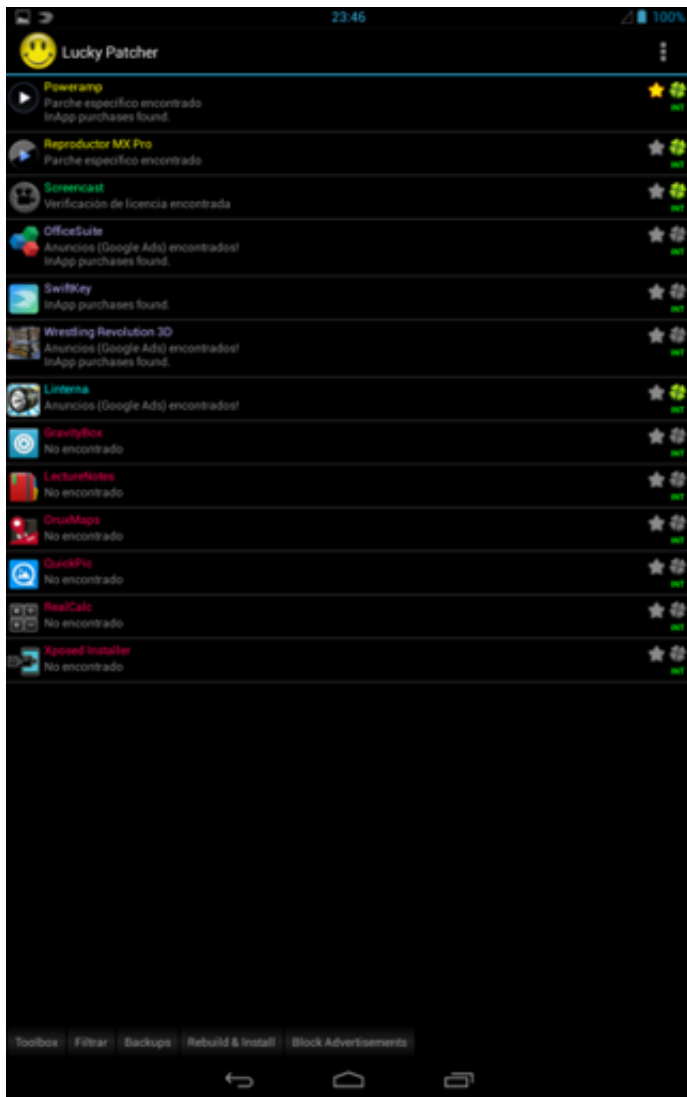 23:46
100%
Lucky Patcher
Poweramp
Parche específico encontrado
InApp purchases found.
INT
Reproductor MX Pro
Parche específico encontrado
INT
Screencast
Verificación de licencia encontrada
INT
OfficeSuite
Anuncios (Google Ads) encontrados!
InApp purchases found.
INT
SwiftKey
InApp purchases found.
INT
Wrestling Revolution 3D
Anuncios (Google Ads) encontrados!
InApp purchases found.
INT
Linterna
Anuncios (Google Ads) encontrados!
INT
GravityBox
No encontrado
INT
LectureNotes
No encontrado
INT
OruxMaps
No encontrado
INT
QuickPic
No encontrado
INT
RealCalc
No encontrado
INT
Xposed Installer
No encontrado
INT
Toolbox Filtrar Backups Rebuild & Install Block Advertisements